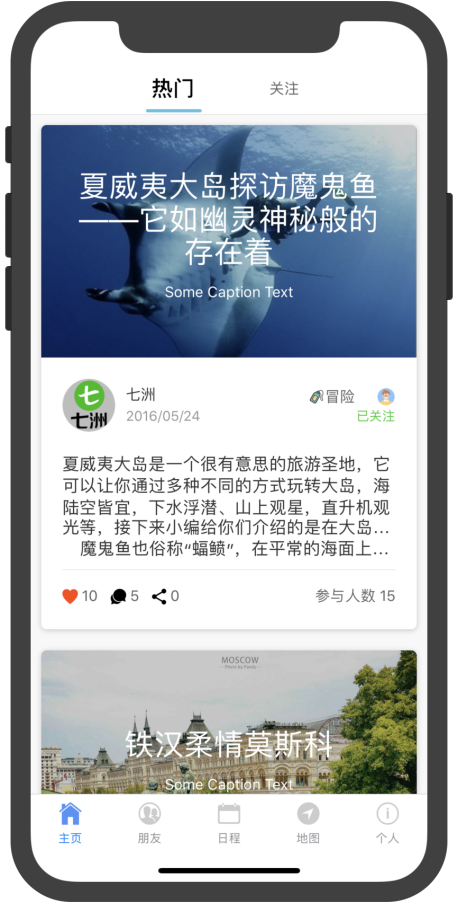 热门
关注
夏威夷大岛探访魔鬼鱼
——它如幽灵神秘般的
存在着
Some Caption Text
七
七洲
七洲
2016/05/24
冒险
已关注
夏威夷大岛是一个很有意思的旅游圣地，它
可以让你通过多种不同的方式玩转大岛，海
陆空皆宜，下水浮潜、山上观星，直升机观
光等，接下来小编给你们介绍的是在大岛…
魔鬼鱼也俗称“蝠鲼”，在平常的海面上…
10
5
0
参与人数 15
MOSCOW
铁汉柔情莫斯科
Some Caption Text
主页
朋友
日程
地图
个人